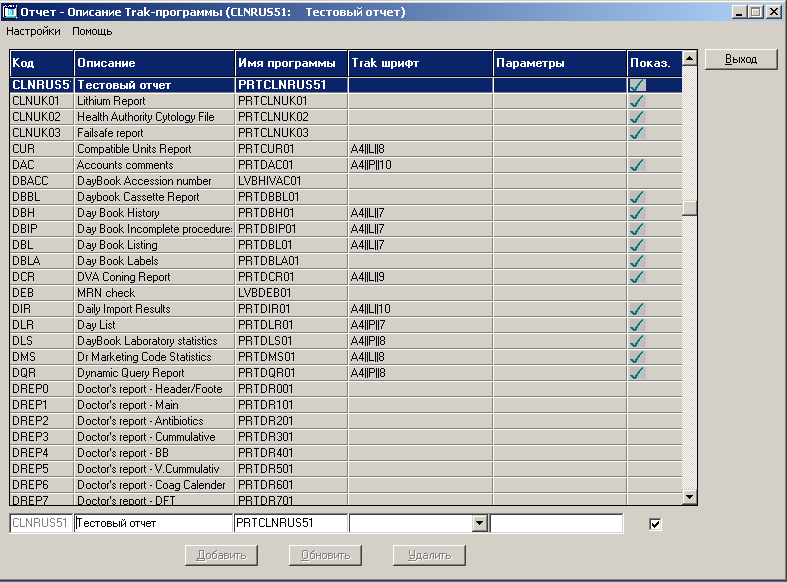 Отчет - Описание Trak-программы (CLNRUS51: Тестовый отчет)
Настройки Помощь
Код Описание Имя программы Trak шрифт Параметры Показ.
Выход
CLNRUS5 Тестовый отчет PRTCLNRUS51
CLNUK01 Lithium Report PRTCLNUK01
CLNUK02 Health Authority Cytology File PRTCLNUK02
CLNUK03 Failsafe report PRTCLNUK03
CUR Compatible Units Report PRTCUR01 A4||L||8
DAC Accounts comments PRTDAC01 A4||P||10
DBACC DayBook Accession number LVBHIVAC01
DBBL Daybook Cassette Report PRTDBBL01
DBH Day Book History PRTDBH01 A4||L||7
DBIP Day Book Incomplete procedure: PRTDBIP01 A4||L||7
DBL Day Book Listing PRTDBL01 A4||L||7
DBLA Day Book Labels PRTDBLA01
DCR DVA Coning Report PRTDCR01 A4||L||9
DEB MRN check LVBDEB01
DIR Daily Import Results PRTDIR01 A4||L||10
DLR Day List PRTDLR01 A4||P||7
DLS DayBook Laboratory statistics PRTDLS01 A4||P||8
DMS Dr Marketing Code Statistics PRTDMS01 A4||L||8
DQR Dynamic Query Report PRTDQR01 A4||P||8
DREP0 Doctor's report - Header/Foote PRTDR001
DREP1 Doctor's report - Main PRTDR101
DREP2 Doctor's report - Antibiotics PRTDR201
DREP3 Doctor's report - Cummulative PRTDR301
DREP4 Doctor's report - BB PRTDR401
DREP5 Doctor's report - V.Cummulativ PRTDR501
DREP6 Doctor's report - Coag Calender PRTDR601
DREP7 Doctor's report - DFT PRTDR701
CLNRUS51 Тестовый отчет PRTCLNRUS51
Добавить Обновить Удалить